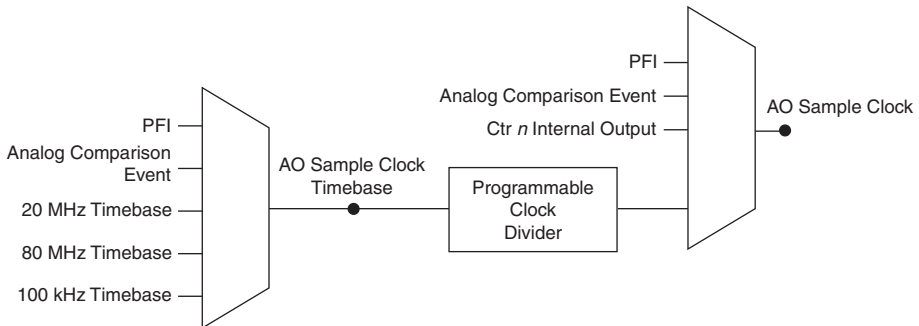 PFI
Analog Comparison Event
Ctr n Internal Output
AO Sample Clock
PFI
Analog Comparison
Event
20 MHz Timebase
80 MHz Timebase
100 kHz Timebase
AO Sample Clock
Timebase
Programmable
Clock
Divider